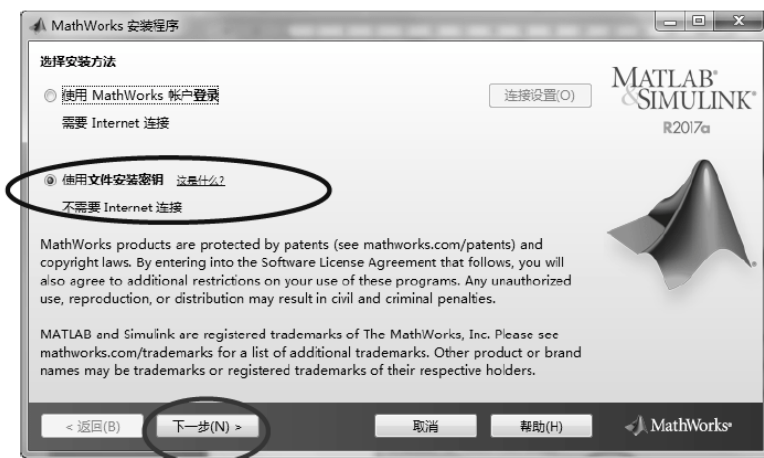 MathWorks 安装程序
选择安装方法
使用 MathWorks 帐户登录
连接设置(O)
需要 Internet 连接
使用文件安装密钥 这是什么?
不需要 Internet 连接
MATLAB®
&SIMULINK®
R2017a
MathWorks products are protected by patents (see mathworks.com/patents) and
copyright laws. By entering into the Software License Agreement that follows, you will
also agree to additional restrictions on your use of these programs. Any unauthorized
use, reproduction, or distribution may result in civil and criminal penalties.
MATLAB and Simulink are registered trademarks of The MathWorks, Inc. Please see
mathworks.com/trademarks for a list of additional trademarks. Other product or brand
names may be trademarks or registered trademarks of their respective holders.
< 返回(B)
下一步(N) >
取消
帮助(H)
MathWorks®